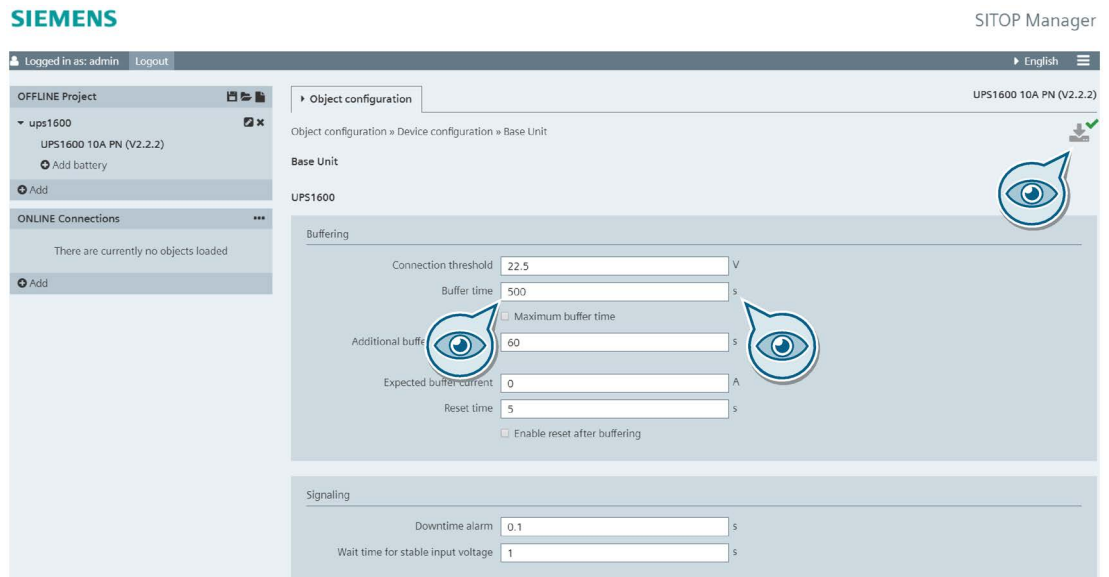 SIEMENS
SITOP Manager
Logged in as: admin Logout
English
OFFLINE Project
ups1600
UPS1600 10A PN (V2.2.2)
Add battery
Add
ONLINE Connections
There are currently no objects loaded
Add
Object configuration
UPS1600 10A PN (V2.2.2)
Object configuration » Device configuration » Base Unit
Base Unit
UPS1600
Buffering
Connection threshold 22.5 V
Buffer time 500 s
Maximum buffer time
Additional 60 s
Expected buffer current 0 A
Reset time 5 s
Enable reset after buffering
Signaling
Downtime alarm 0.1 s
Wait time for stable input voltage 1 s